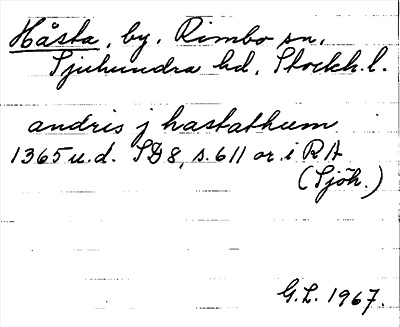 Håsta, by, Rimbo sn,
Sjuhundra hd, Stockh. l.
andris j hastathum
1365 u.d. SD 8, s. 611 or. i RA
(Sjöh.)
G.L. 1967.